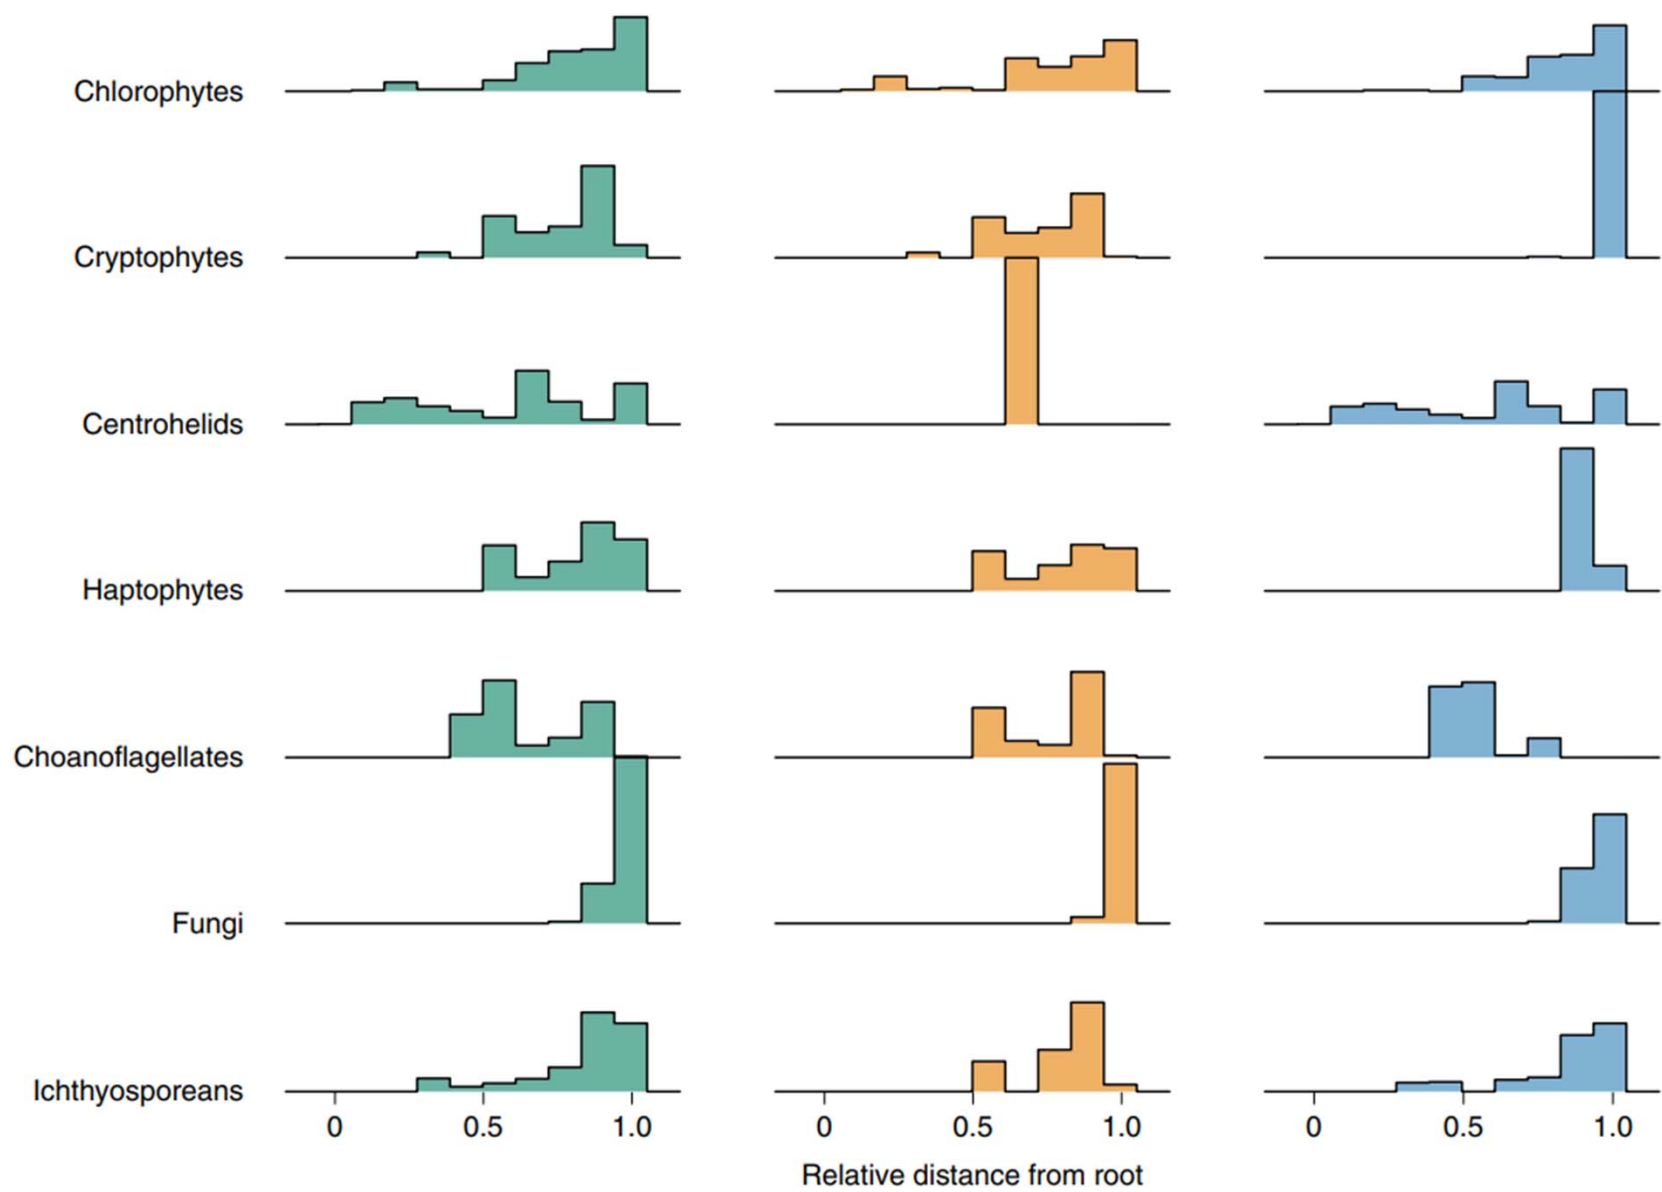 Chlorophytes
Cryptophytes
Centrohelids
Haptophytes
Choanoflagellates
Fungi
Ichthyosporeans
0 0.5 1.0 0 0.5 1.0 0 0.5 1.0
Relative distance from root